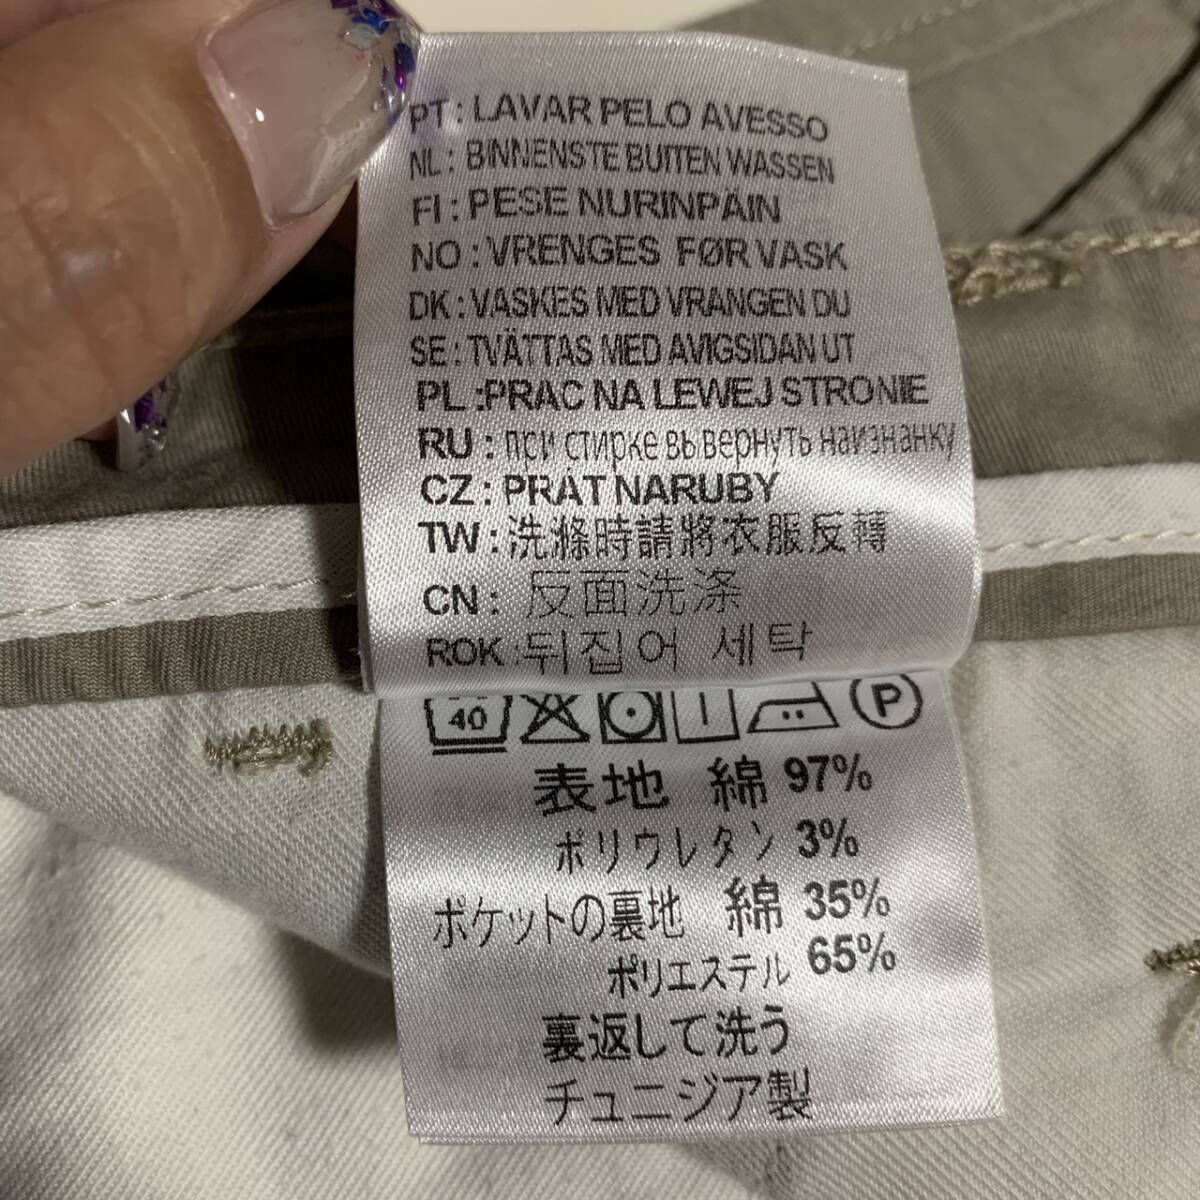 PT : LAVAR PELO AVESSO
NL : BINNENSTE BUITEN WASSEN
FI : PESE NURINPÄIN
NO : VRENGES FØR VASK
DK : VASKES MED VRANGEN DU
SE : TVÄTTAS MED AVIGSIDAN UT
PL :PRAC NA LEWEJ STRONIE
RU : при стирке вывернуть наизнанку
CZ : PRÁT NARUBY
TW : 洗滌時請將衣服反轉
CN : 反面洗涤
ROK :뒤집어 세탁
40 P
表地 綿 97%
ポリウレタン 3%
ポケットの裏地 綿 35%
ポリエステル 65%
裏返して洗う
チュニジア製